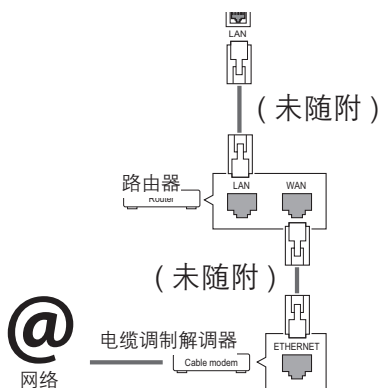 LAN
(未随附)
路由器
LAN WAN
Router
(未随附)
@
电缆调制解调器
ETHERNET
Cable modem
网络